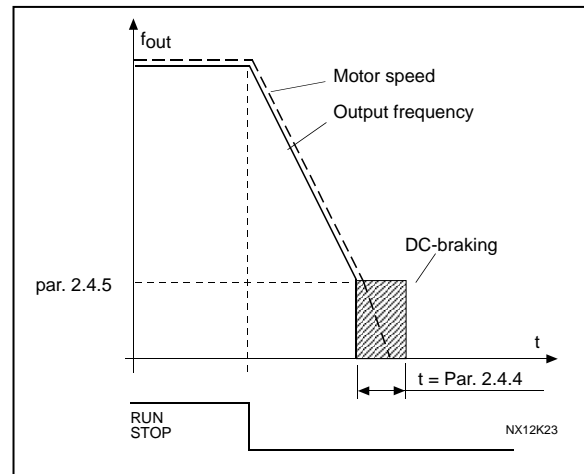 fout
Motor speed
Output frequency
DC-braking
par. 2.4.5
t
t = Par. 2.4.4
RUN
STOP
NX12K23